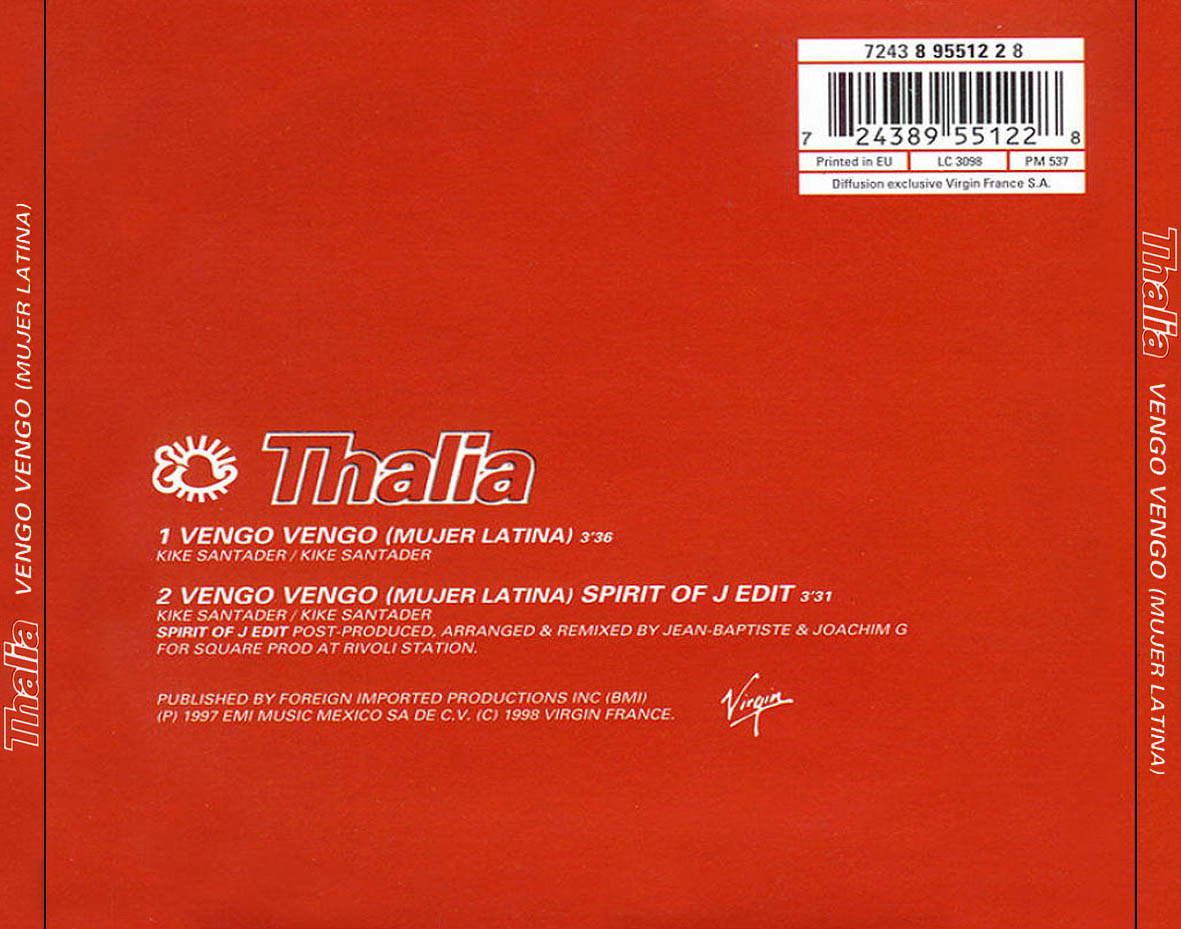 7243 8 95512 2 8
7 24389 55122 8
Printed in EU
LC 3098
PM 537
Diffusion exclusive Virgin France S.A.
Thalia VENGO VENGO (MUJER LATINA)
Thalia VENGO VENGO (MUJER LATINA)
Thalia
1 VENGO VENGO (MUJER LATINA) 3'36
KIKE SANTADER / KIKE SANTADER
2 VENGO VENGO (MUJER LATINA) SPIRIT OF J EDIT 3'31
KIKE SANTADER / KIKE SANTADER
SPIRIT OF J EDIT POST-PRODUCED, ARRANGED & REMIXED BY JEAN-BAPTISTE & JOACHIM G
FOR SQUARE PROD AT RIVOLI STATION.
PUBLISHED BY FOREIGN IMPORTED PRODUCTIONS INC (BMI)
(P) 1997 EMI MUSIC MEXICO SA DE C.V. (C) 1998 VIRGIN FRANCE.
Virgin